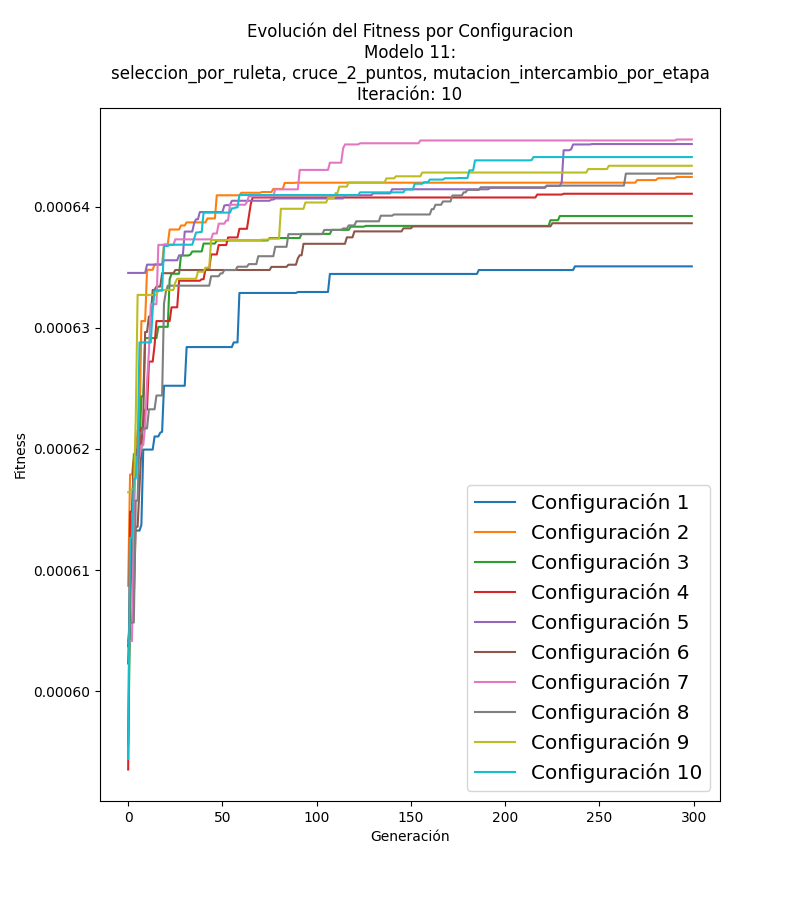 Evolución del Fitness por Configuracion
Modelo 11:
seleccion_por_ruleta, cruce_2_puntos, mutacion_intercambio_por_etapa
Iteración: 10
Fitness
0.00064
0.00063
0.00062
0.00061
0.00060
Configuración 1
Configuración 2
Configuración 3
Configuración 4
Configuración 5
Configuración 6
Configuración 7
Configuración 8
Configuración 9
Configuración 10
0 50 100 150 200 250 300
Generación